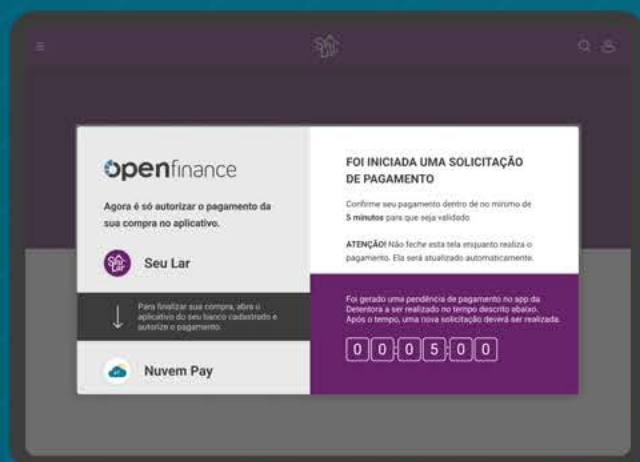 Seu
Lar
openfinance
Agora é só autorizar o pagamento da
sua compra no aplicativo.
Seu
Lar
Seu Lar
Para finalizar sua compra, abra o
aplicativo do seu banco cadastrado e
autorize o pagamento.
Nuvem Pay
FOI INICIADA UMA SOLICITAÇÃO
DE PAGAMENTO
Confirme seu pagamento dentro de no mínimo de
5 minutos para que seja validado
ATENÇÃO! Não feche esta tela enquanto realiza o
pagamento. Ela será atualizado automaticamente.
Foi gerado uma pendência de pagamento no app da
Detentora a ser realizado no tempo descrito abaixo.
Após o tempo, uma nova solicitação deverá ser realizada.
00:05:00